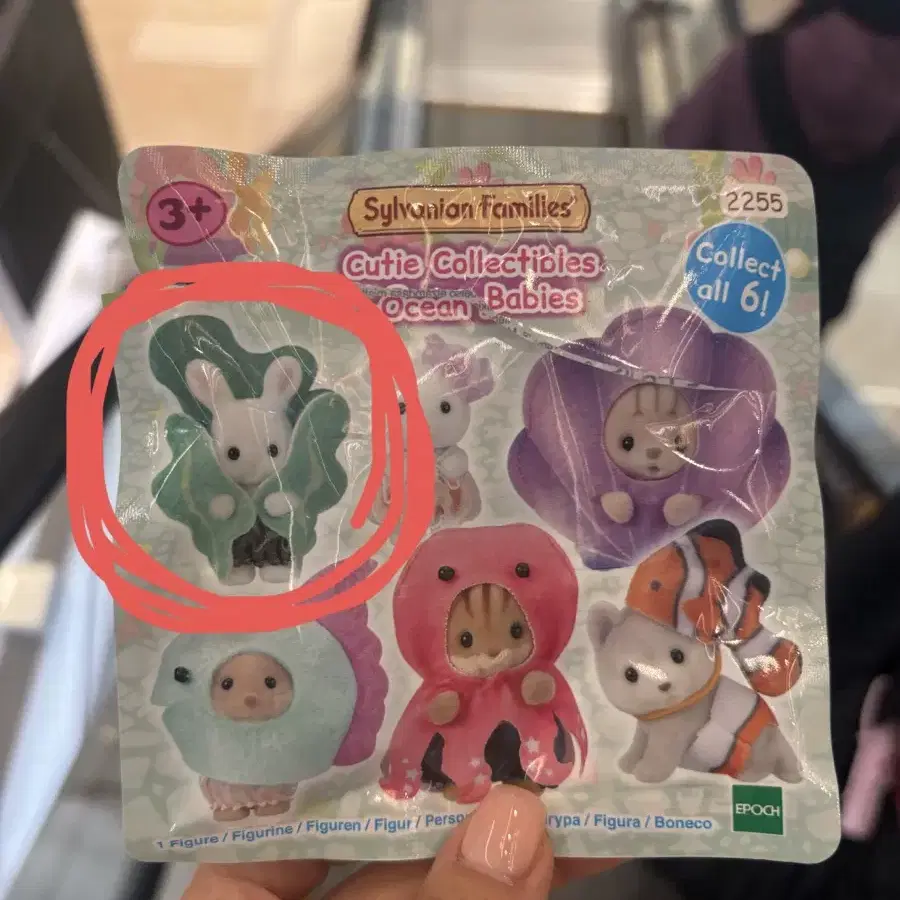 3+
Sylvanian Families
2255
Cutie Collectibles
Ocean Babies
Collect
all 6!
EPOCH
1 Figure / Figurine / Figuren / Figur / Figura / Boneco